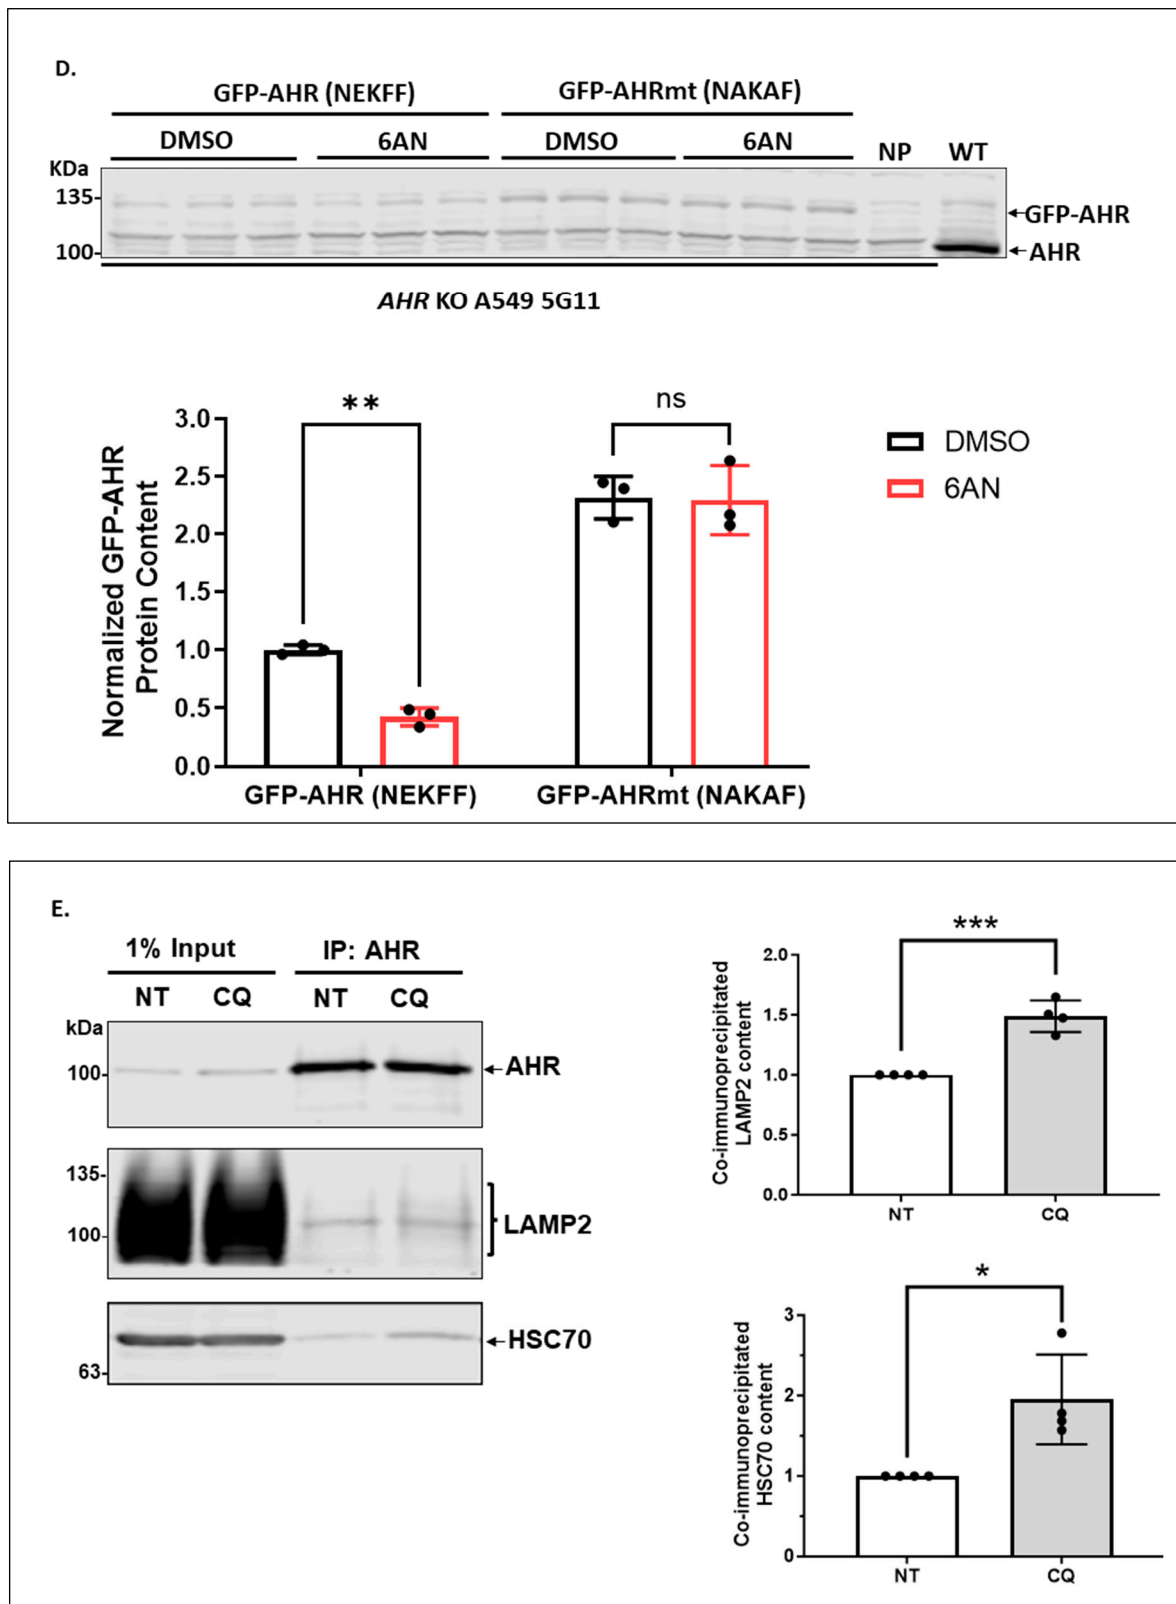 D.
GFP-AHR (NEKFF) GFP-AHRmt (NAKAF)
DMSO 6AN DMSO 6AN NP WT
KDa
135-
GFP-AHR
100-
AHR
AHR KO A549 5G11
Normalized GFP-AHR
Protein Content
3.0
2.5
2.0
1.5
1.0
0.5
0.0
** ns
DMSO
6AN
GFP-AHR (NEKFF) GFP-AHRmt (NAKAF)
E.
1% Input IP: AHR
NT CQ NT CQ
kDa
100-
AHR
135-
100-
LAMP2
HSC70
63-
Co-immunoprecipitated
LAMP2 content
***
2.0
1.5
1.0
0.5
0.0
NT CQ
Co-immunoprecipitated
HSC70 content
*
3
2
1
0
NT CQ